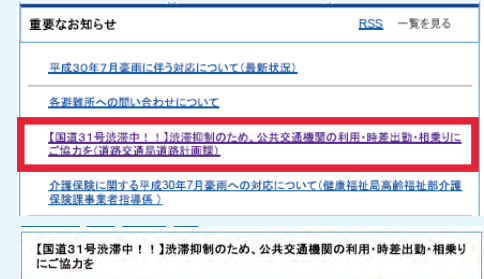 重要なお知らせ RSS 一覧を見る
平成30年7月豪雨に伴う対応について(最新状況)
各避難所への問い合わせについて
【国道31号渋滞中！！】渋滞抑制のため、公共交通機関の利用・時差出勤・相乗りに
ご協力を(道路交通局道路計画課)
介護保険に関する平成30年7月豪雨への対応について(健康福祉局高齢福祉部介護
保険課事業者指導係)
【国道31号渋滞中！！】渋滞抑制のため、公共交通機関の利用・時差出勤・相乗り
にご協力を